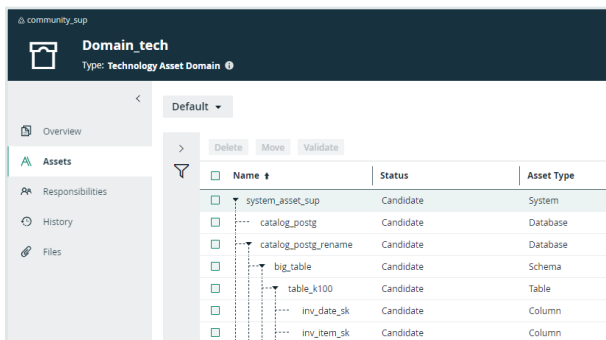 community_sup
Domain_tech
Type: Technology Asset Domain
Default
Overview
Assets
Responsibilities
History
Files
Delete Move Validate
Name Status Asset Type
system_asset_sup Candidate System
catalog_postg Candidate Database
catalog_postg_rename Candidate Database
big_table Candidate Schema
table_k100 Candidate Table
inv_date_sk Candidate Column
inv_item_sk Candidate Column